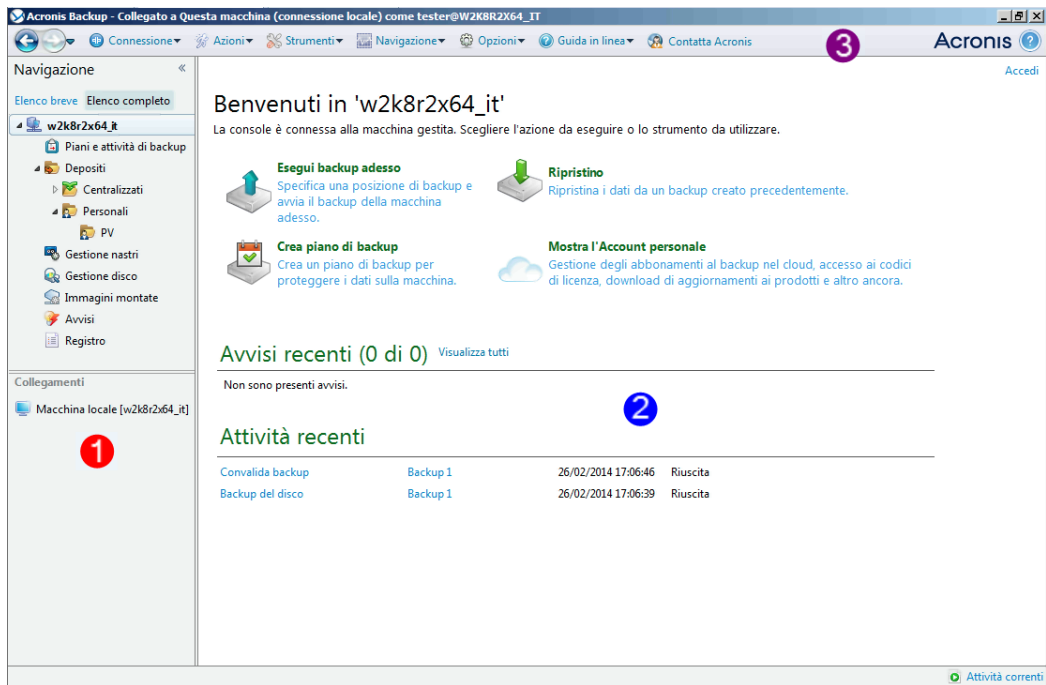 Acronis Backup - Collegato a Questa macchina (connessione locale) come tester@W2K8R2X64_IT
Connessione Azioni Strumenti Navigazione Opzioni Guida in linea Contatta Acronis 3 Acronis ?
Navigazione «
Elenco breve Elenco completo
w2k8r2x64_it
Piani e attività di backup
Depositi
Centralizzati
Personali
PV
Gestione nastri
Gestione disco
Immagini montate
Avvisi
Registro
Collegamenti
Macchina locale [w2k8r2x64_it]
1
Accedi
Benvenuti in 'w2k8r2x64_it'
La console è connessa alla macchina gestita. Scegliere l'azione da eseguire o lo strumento da utilizzare.
Esegui backup adesso
Specifica una posizione di backup e
avvia il backup della macchina
adesso.
Ripristino
Ripristina i dati da un backup creato precedentemente.
Crea piano di backup
Crea un piano di backup per
proteggere i dati sulla macchina.
Mostra l'Account personale
Gestione degli abbonamenti al backup nel cloud, accesso ai codici
di licenza, download di aggiornamenti ai prodotti e altro ancora.
Avvisi recenti (0 di 0) Visualizza tutti
Non sono presenti avvisi.
2
Attività recenti
Convalida backup Backup 1 26/02/2014 17:06:46 Riuscita
Backup del disco Backup 1 26/02/2014 17:06:39 Riuscita
Attività correnti